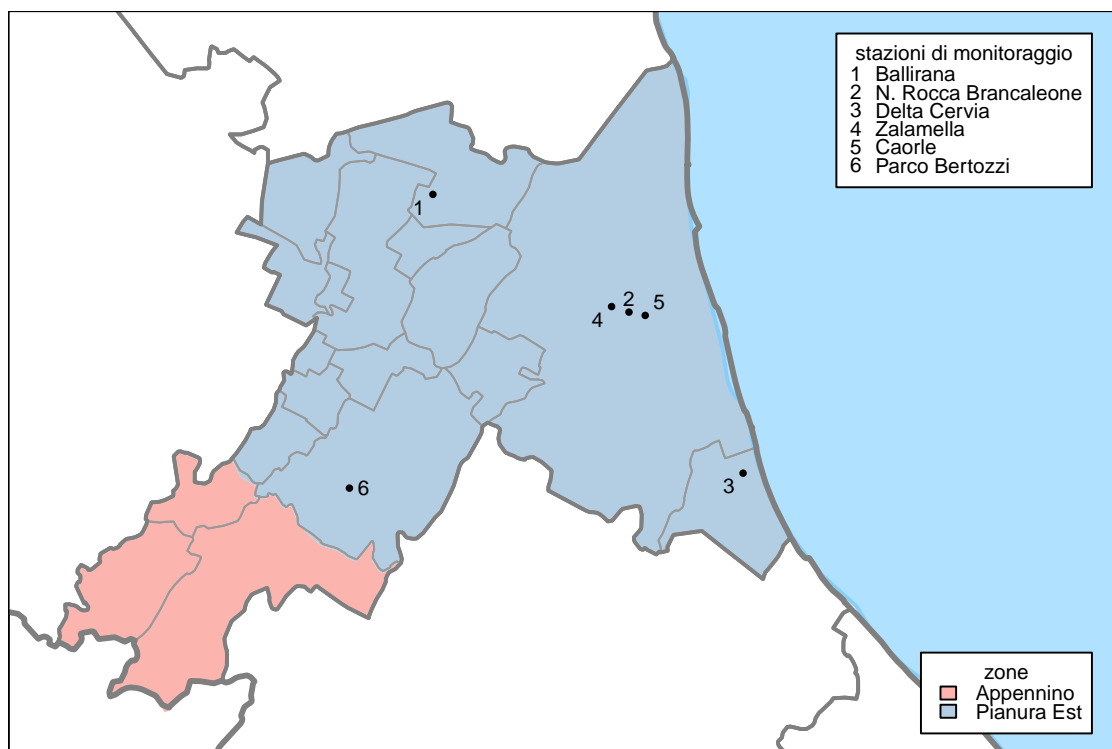 stazioni di monitoraggio
1 Ballirana
2 N. Rocca Brancaleone
3 Delta Cervia
4 Zalamella
5 Caorle
6 Parco Bertozzi
1
2
5
4
3
6
zone
Appennino
Pianura Est